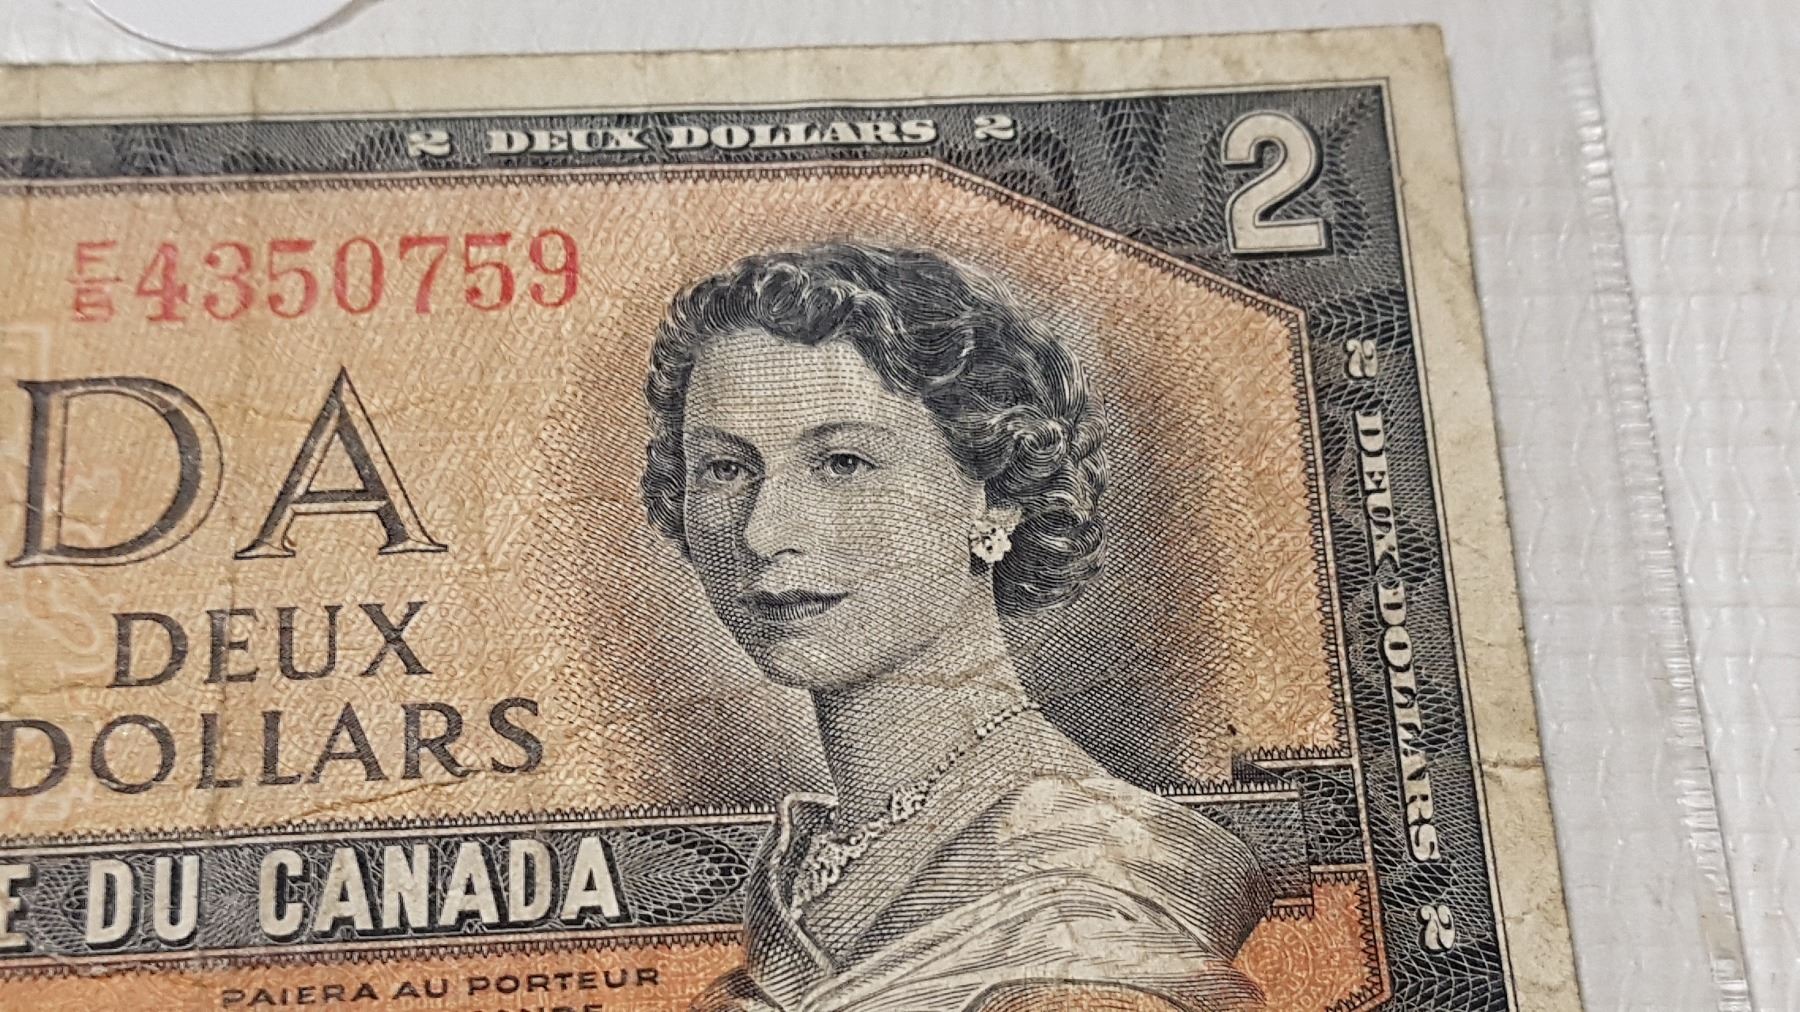 2 DEUX DOLLARS 2
2
4350759
DA
DEUX
DOLLARS
2 DEUX DOLLARS 2
E DU CANADA
PAIERA AU PORTEUR